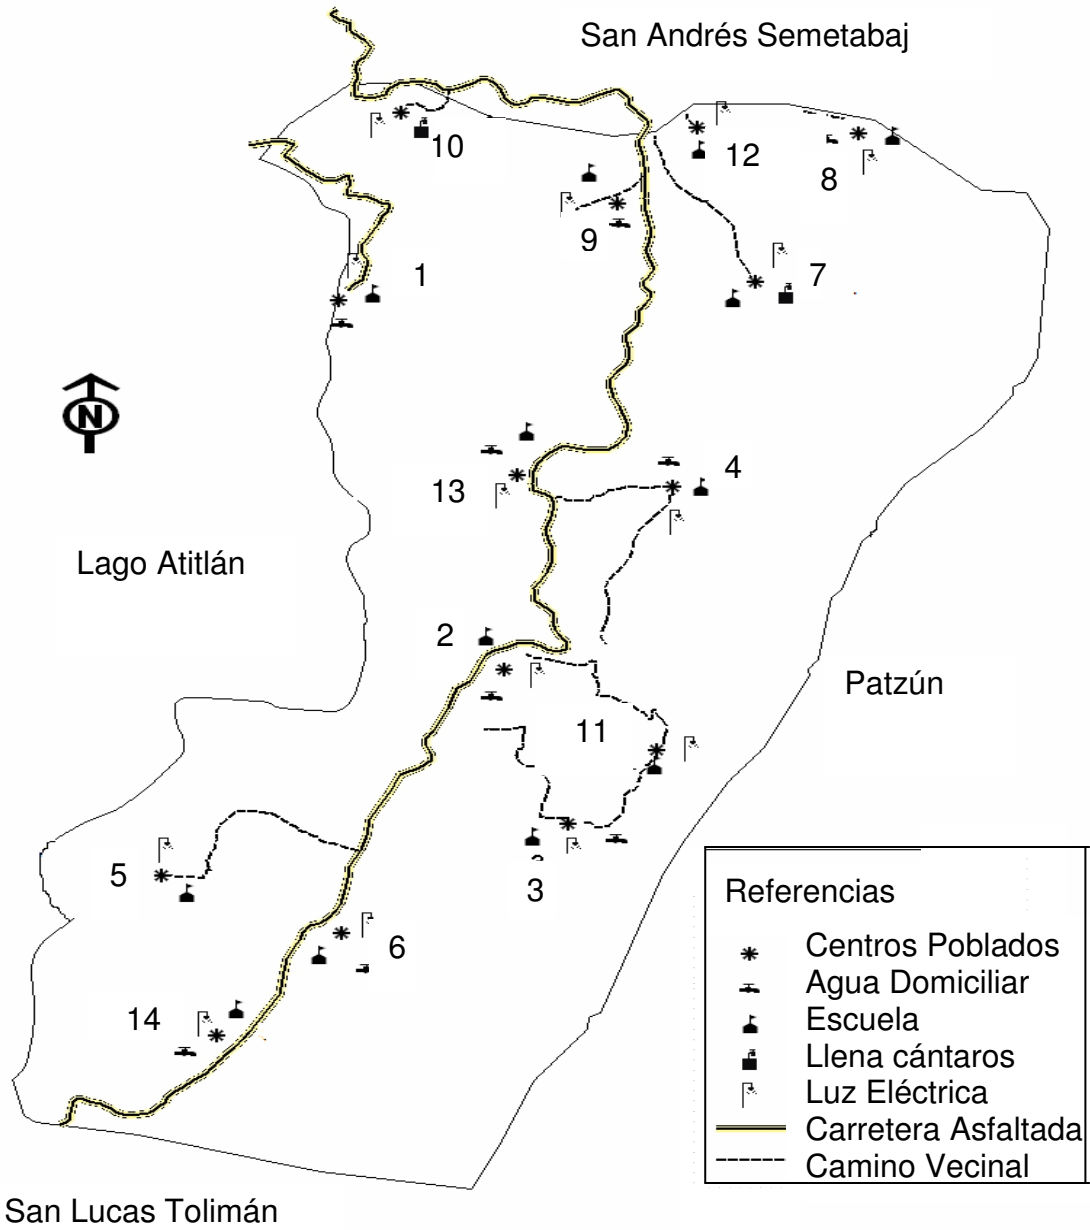 San Andrés Semetabaj
10
12
8
9
1
7
N
4
13
Lago Atitlán
2
Patzún
11
5
3
Referencias
Centros Poblados
Agua Domiciliar
Escuela
Llena cántaros
Luz Eléctrica
Carretera Asfaltada
Camino Vecinal
6
14
San Lucas Tolimán